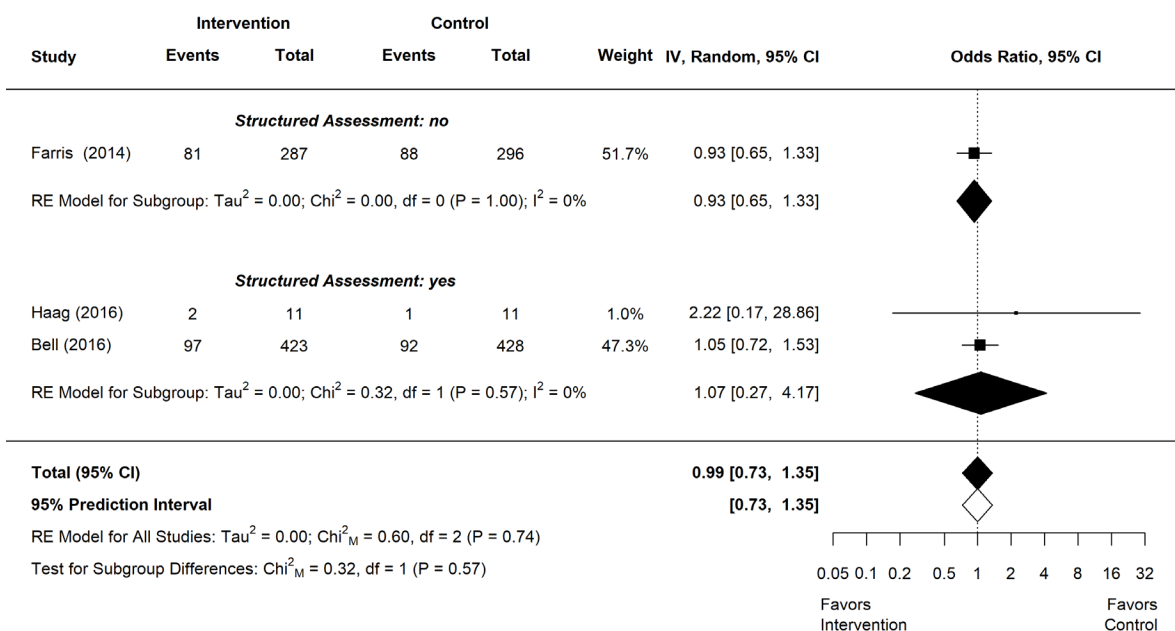 Intervention Control
Study Events Total Events Total Weight IV, Random, 95% CI Odds Ratio, 95% CI
Structured Assessment: no
Farris (2014) 81 287 88 296 51.7% 0.93 [0.65, 1.33]
RE Model for Subgroup: Tau² = 0.00; Chi² = 0.00, df = 0 (P = 1.00); I² = 0% 0.93 [0.65, 1.33]
Structured Assessment: yes
Haag (2016) 2 11 1 11 1.0% 2.22 [0.17, 28.86]
Bell (2016) 97 423 92 428 47.3% 1.05 [0.72, 1.53]
RE Model for Subgroup: Tau² = 0.00; Chi² = 0.32, df = 1 (P = 0.57); I² = 0% 1.07 [0.27, 4.17]
Total (95% CI) 0.99 [0.73, 1.35]
95% Prediction Interval [0.73, 1.35]
RE Model for All Studies: Tau² = 0.00; Chi²M = 0.60, df = 2 (P = 0.74)
Test for Subgroup Differences: Chi²M = 0.32, df = 1 (P = 0.57)
0.05 0.1 0.2 0.5 1 2 4 8 16 32
Favors Favors
Intervention Control